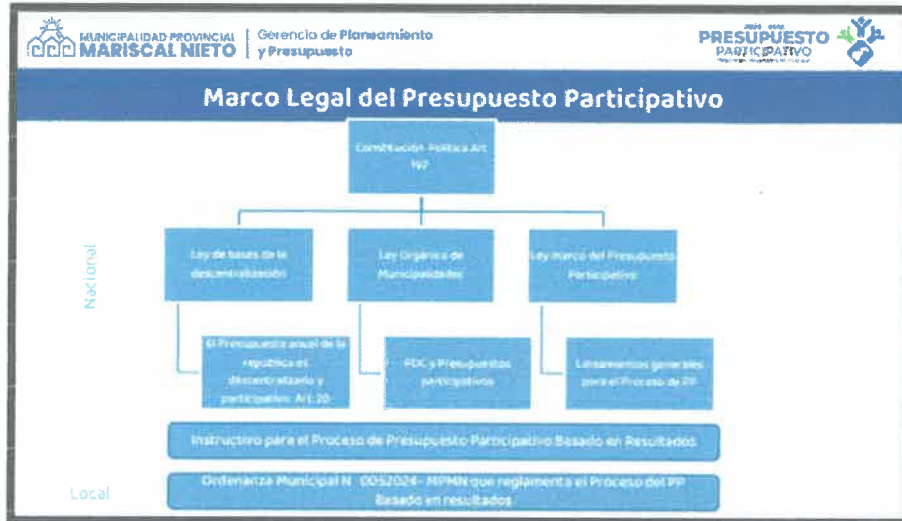 MUNICIPALIDAD PROVINCIAL
MARISCAL NIETO
Gerencia de Planeamiento
y Presupuesto
PRESUPUESTO
PARTICIPATIVO
Marco Legal del Presupuesto Participativo
Constitución Política Art
197
Ley de bases de la
descentralización
Ley Orgánica de
Municipalidades
Ley marco del Presupuesto
Participativo
Nacional
El Presupuesto anual de la
república es
descentralizado y
participativo. Art. 20
PDC y Presupuestos
participativos
Lineamientos generales
para el Proceso de PP
Instructivo para el Proceso de Presupuesto Participativo Basado en Resultados
Local
Ordenanza Municipal N 0052024- MPMN que reglamenta el Proceso del PP
Basado en resultados